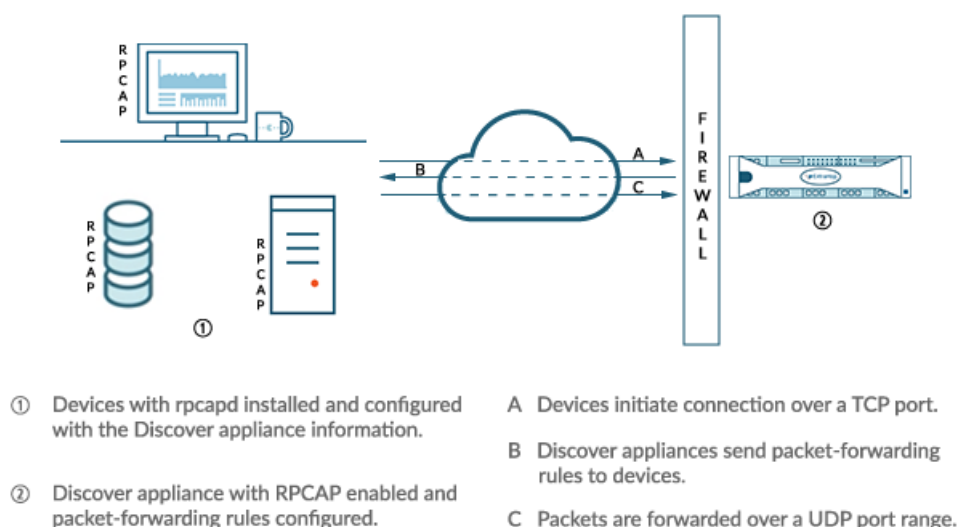 RPCAP
A
B
C
FIREWALL
②
RPCAP
RPCAP
①
① Devices with rpcapd installed and configured
with the Discover appliance information.
② Discover appliance with RPCAP enabled and
packet-forwarding rules configured.
A Devices initiate connection over a TCP port.
B Discover appliances send packet-forwarding
rules to devices.
C Packets are forwarded over a UDP port range.